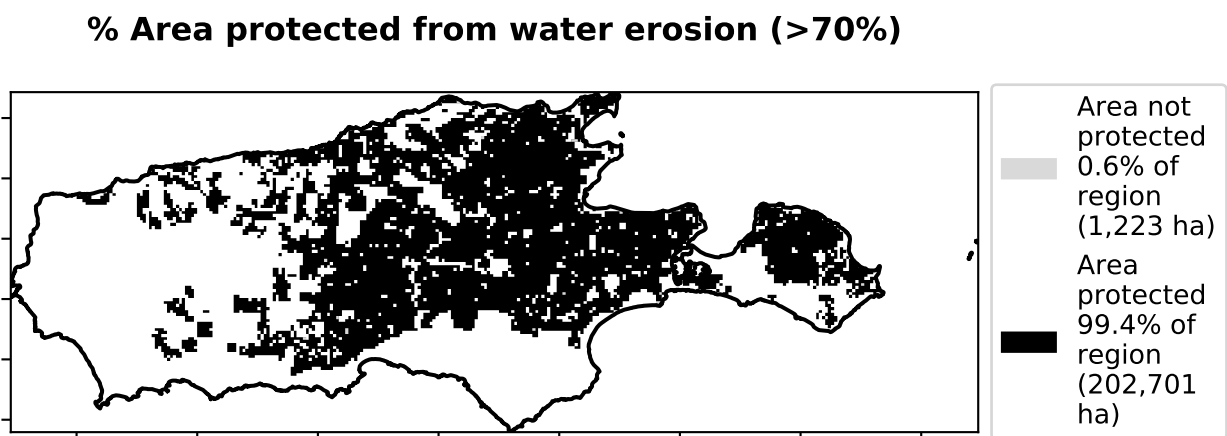 % Area protected from water erosion (>70%)
Area not
protected
0.6% of
region
(1,223 ha)
Area
protected
99.4% of
region
(202,701
ha)